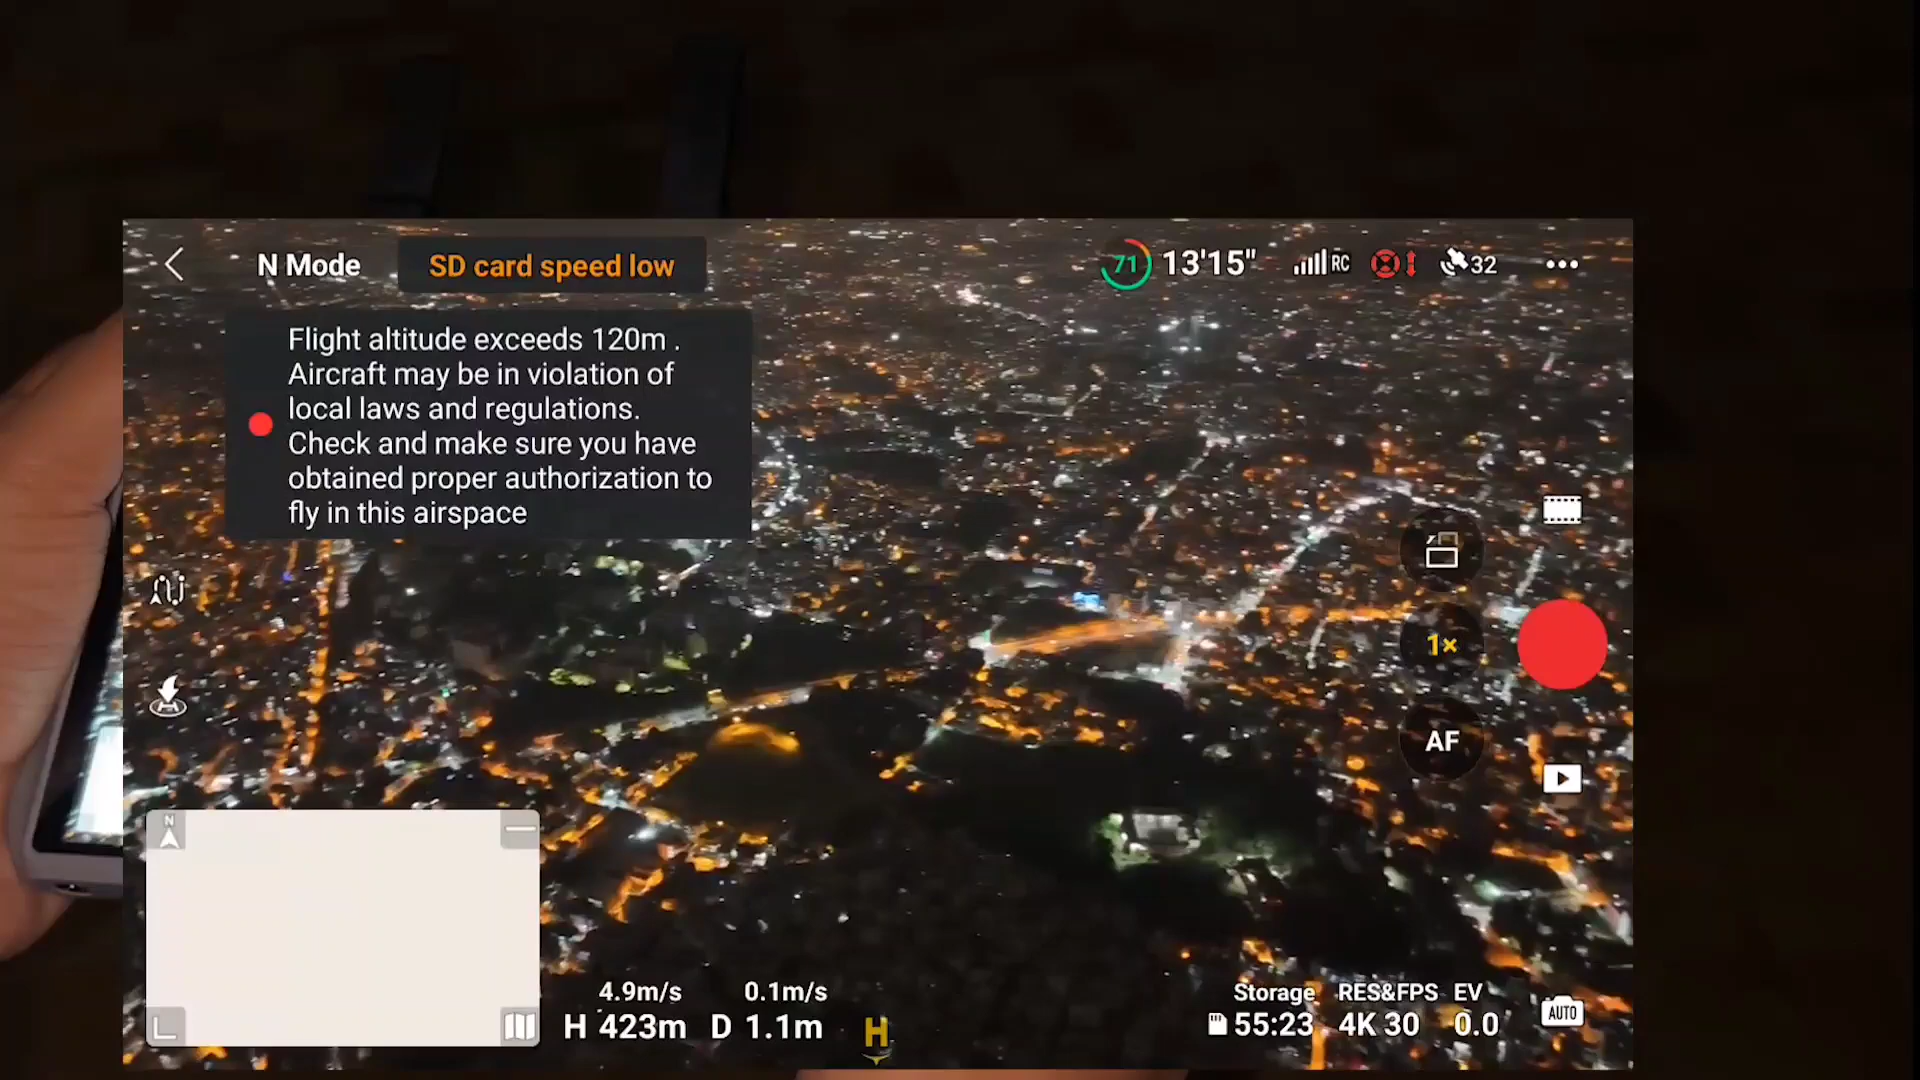 N Mode
SD card speed low
71 13'15" RC 32
Flight altitude exceeds 120m .
Aircraft may be in violation of
local laws and regulations.
Check and make sure you have
obtained proper authorization to
fly in this airspace
1×
AF
N
4.9m/s 0.1m/s
H 423m D 1.1m H
Storage RES&FPS EV
55:23 4K 30 0.0
AUTO